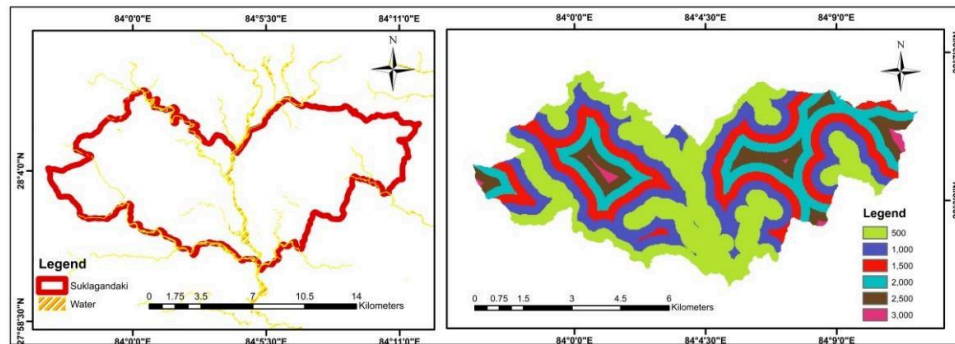 84°0'0"E 84°5'30"E 84°11'0"E
N
28°4'0"N
27°58'30"N
Legend
Suklagandaki
Water
0 1.75 3.5 7 10.5 14
Kilometers
84°0'0"E 84°5'30"E 84°11'0"E
84°0'0"E 84°4'30"E 84°9'0"E
N
Legend
500
1,000
1,500
2,000
2,500
3,000
0 0.75 1.5 3 4.5 6
Kilometers
84°0'0"E 84°4'30"E 84°9'0"E